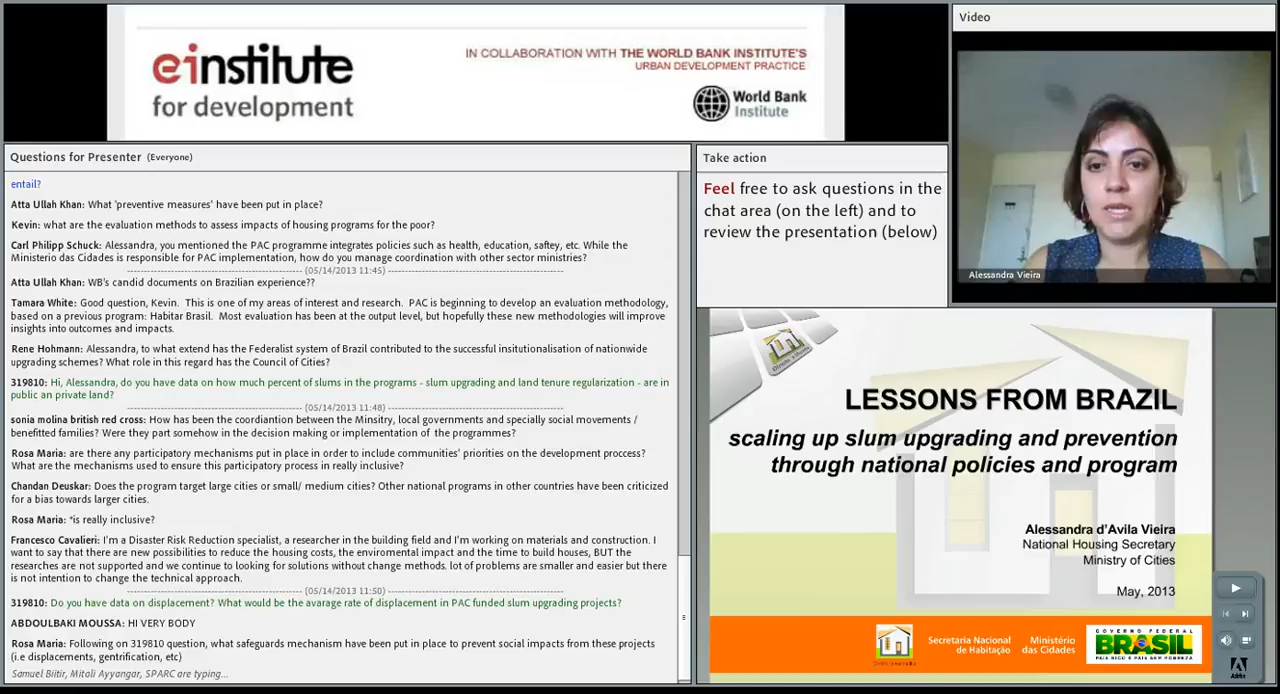 einstitute
for development
IN COLLABORATION WITH THE WORLD BANK INSTITUTE'S
URBAN DEVELOPMENT PRACTICE
World Bank
Institute
Video
Alessandra Vieira
Questions for Presenter (Everyone)
entail?
Atta Ullah Khan: What 'preventive measures' have been put in place?
Kevin: what are the evaluation methods to assess impacts of housing programs for the poor?
Carl Philipp Schuck: Alessandra, you mentioned the PAC programme integrates policies such as health, education, saftey, etc. While the
Ministerio das Cidades is responsible for PAC implementation, how do you manage coordination with other sector ministries?
(05/14/2013 11:45)
Atta Ullah Khan: WB's candid documents on Brazilian experience??
Tamara White: Good question, Kevin. This is one of my areas of interest and research. PAC is beginning to develop an evaluation methodology,
based on a previous program: Habitar Brasil. Most evaluation has been at the output level, but hopefully these new methodologies will improve
insights into outcomes and impacts.
Rene Hohmann: Alessandra, to what extend has the Federalist system of Brazil contributed to the successful insitutionalisation of nationwide
upgrading schemes? What role in this regard has the Council of Cities?
319810: Hi, Alessandra, do you have data on how much percent of slums in the programs - slum upgrading and land tenure regularization - are in
public an private land?
(05/14/2013 11:48)
sonia molina british red cross: How has been the coordiantion between the Minsitry, local governments and specially social movements /
benefitted families? Were they part somehow in the decision making or implementation of the programmes?
Rosa Maria: are there any participatory mechanisms put in place in order to include communities' priorities on the development proccess?
What are the mechanisms used to ensure this participatory process in really inclusive?
Chandan Deuskar: Does the program target large cities or small/ medium cities? Other national programs in other countries have been criticized
for a bias towards larger cities.
Rosa Maria: *is really inclusive?
Francesco Cavalieri: I'm a Disaster Risk Reduction specialist, a researcher in the building field and I'm working on materials and construction. I
want to say that there are new possibilities to reduce the housing costs, the enviromental impact and the time to build houses, BUT the
researches are not supported and we continue to looking for solutions without change methods. lot of problems are smaller and easier but there
is not intention to change the technical approach.
(05/14/2013 11:50)
319810: Do you have data on displacement? What would be the avarage rate of displacement in PAC funded slum upgrading projects?
ABDOULBAKI MOUSSA: HI VERY BODY
Rosa Maria: Following on 319810 question, what safeguards mechanism have been put in place to prevent social impacts from these projects
(i.e displacements, gentrification, etc)
Samuel Biitir, Mitali Ayyangar, SPARC are typing...
Take action
Feel free to ask questions in the
chat area (on the left) and to
review the presentation (below)
LESSONS FROM BRAZIL
scaling up slum upgrading and prevention
through national policies and program
Alessandra d'Avila Vieira
National Housing Secretary
Ministry of Cities
May, 2013
Secretaria Nacional
de Habitação
Ministério
das Cidades
GOVERNO FEDERAL
BRASIL
PAÍS RICO É PAÍS SEM POBREZA
Adobe